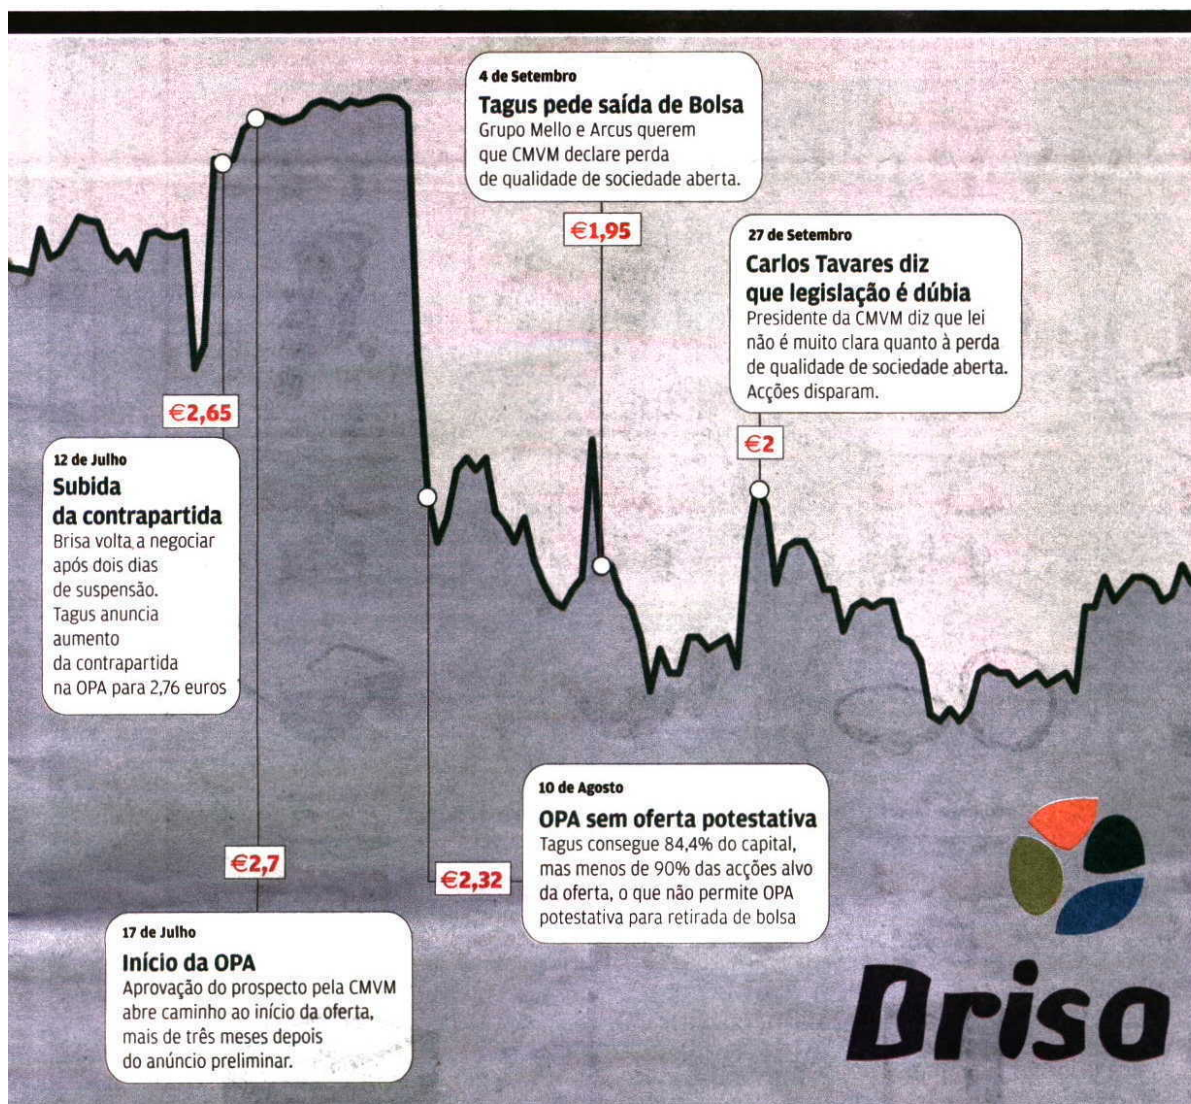 4 de Setembro
Tagus pede saída de Bolsa
Grupo Mello e Arcus querem
que CMVM declare perda
de qualidade de sociedade aberta.
€1,95
27 de Setembro
Carlos Tavares diz
que legislação é dúbia
Presidente da CMVM diz que lei
não é muito clara quanto à perda
de qualidade de sociedade aberta.
Acções disparam.
€2
€2,65
12 de Julho
Subida
da contrapartida
Brisa volta a negociar
após dois dias
de suspensão.
Tagus anuncia
aumento
da contrapartida
na OPA para 2,76 euros
€2,7
17 de Julho
Início da OPA
Aprovação do prospecto pela CMVM
abre caminho ao início da oferta,
mais de três meses depois
do anúncio preliminar.
€2,32
10 de Agosto
OPA sem oferta potestativa
Tagus consegue 84,4% do capital,
mas menos de 90% das acções alvo
da oferta, o que não permite OPA
potestativa para retirada de bolsa
Brisa